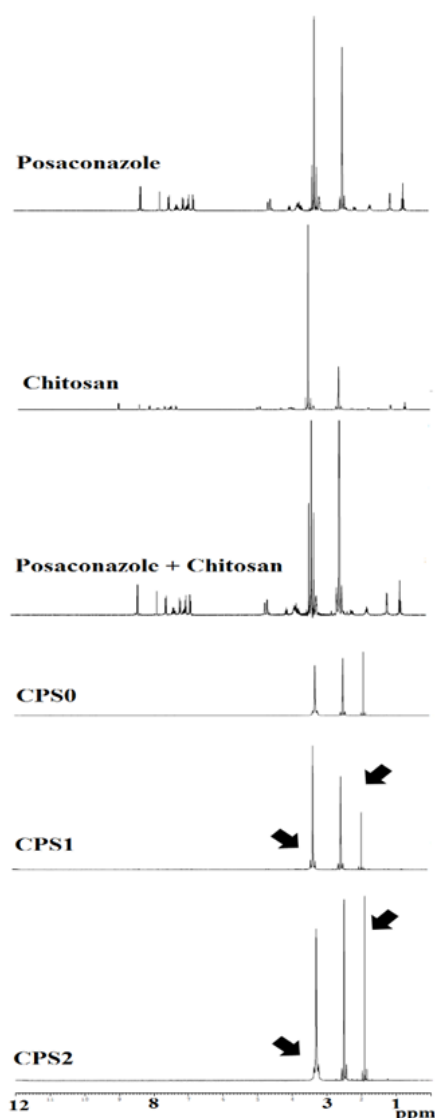 Posaconazole
Chitosan
Posaconazole + Chitosan
CPS0
CPS1
CPS2
12 8 3 1
ppm